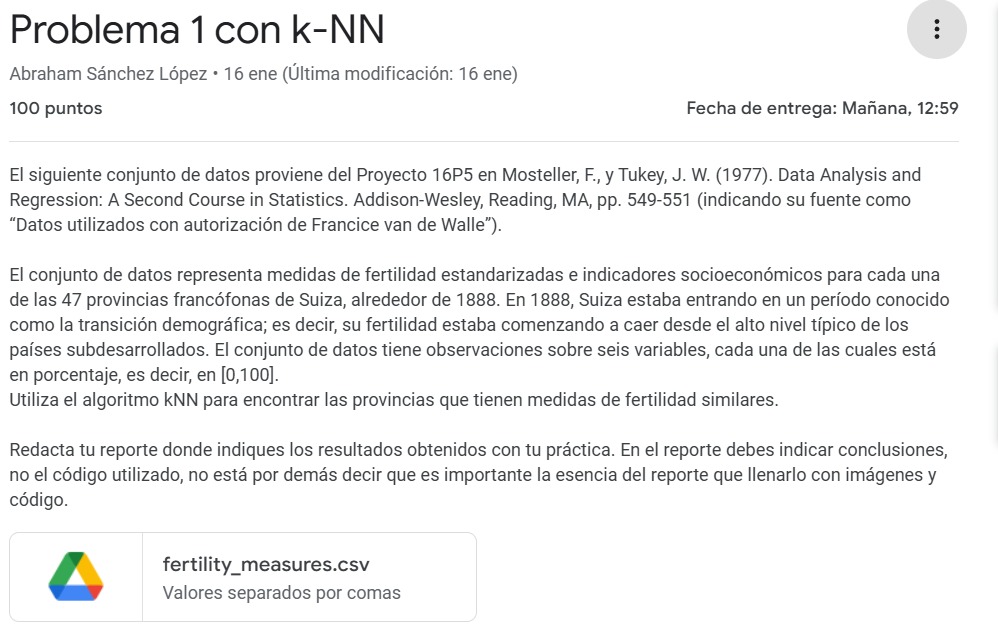 Problema 1 con k-NN
Abraham Sánchez López • 16 ene (Última modificación: 16 ene)
100 puntos
Fecha de entrega: Mañana, 12:59
El siguiente conjunto de datos proviene del Proyecto 16P5 en Mosteller, F., y Tukey, J. W. (1977). Data Analysis and
Regression: A Second Course in Statistics. Addison-Wesley, Reading, MA, pp. 549-551 (indicando su fuente como
“Datos utilizados con autorización de Francice van de Walle”).
El conjunto de datos representa medidas de fertilidad estandarizadas e indicadores socioeconómicos para cada una
de las 47 provincias francófonas de Suiza, alrededor de 1888. En 1888, Suiza estaba entrando en un período conocido
como la transición demográfica; es decir, su fertilidad estaba comenzando a caer desde el alto nivel típico de los
países subdesarrollados. El conjunto de datos tiene observaciones sobre seis variables, cada una de las cuales está
en porcentaje, es decir, en [0,100].
Utiliza el algoritmo kNN para encontrar las provincias que tienen medidas de fertilidad similares.
Redacta tu reporte donde indiques los resultados obtenidos con tu práctica. En el reporte debes indicar conclusiones,
no el código utilizado, no está por demás decir que es importante la esencia del reporte que llenarlo con imágenes y
código.
fertility_measures.csv
Valores separados por comas